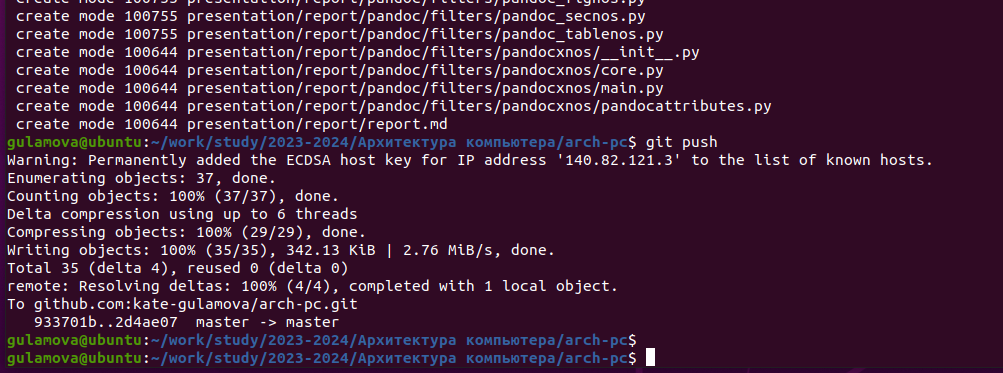 create mode 100755 presentation/report/pandoc/filters/pandoc_fignos.py
create mode 100755 presentation/report/pandoc/filters/pandoc_secnos.py
create mode 100755 presentation/report/pandoc/filters/pandoc_tablenos.py
create mode 100644 presentation/report/pandoc/filters/pandocxnos/__init__.py
create mode 100644 presentation/report/pandoc/filters/pandocxnos/core.py
create mode 100644 presentation/report/pandoc/filters/pandocxnos/main.py
create mode 100644 presentation/report/pandoc/filters/pandocxnos/pandocattributes.py
create mode 100644 presentation/report/report.md
gulamova@ubuntu:~/work/study/2023-2024/Архитектура компьютера/arch-pc$ git push
Warning: Permanently added the ECDSA host key for IP address '140.82.121.3' to the list of known hosts.
Enumerating objects: 37, done.
Counting objects: 100% (37/37), done.
Delta compression using up to 6 threads
Compressing objects: 100% (29/29), done.
Writing objects: 100% (35/35), 342.13 KiB | 2.76 MiB/s, done.
Total 35 (delta 4), reused 0 (delta 0)
remote: Resolving deltas: 100% (4/4), completed with 1 local object.
To github.com:kate-gulamova/arch-pc.git
   933701b..2d4ae07  master -> master
gulamova@ubuntu:~/work/study/2023-2024/Архитектура компьютера/arch-pc$
gulamova@ubuntu:~/work/study/2023-2024/Архитектура компьютера/arch-pc$